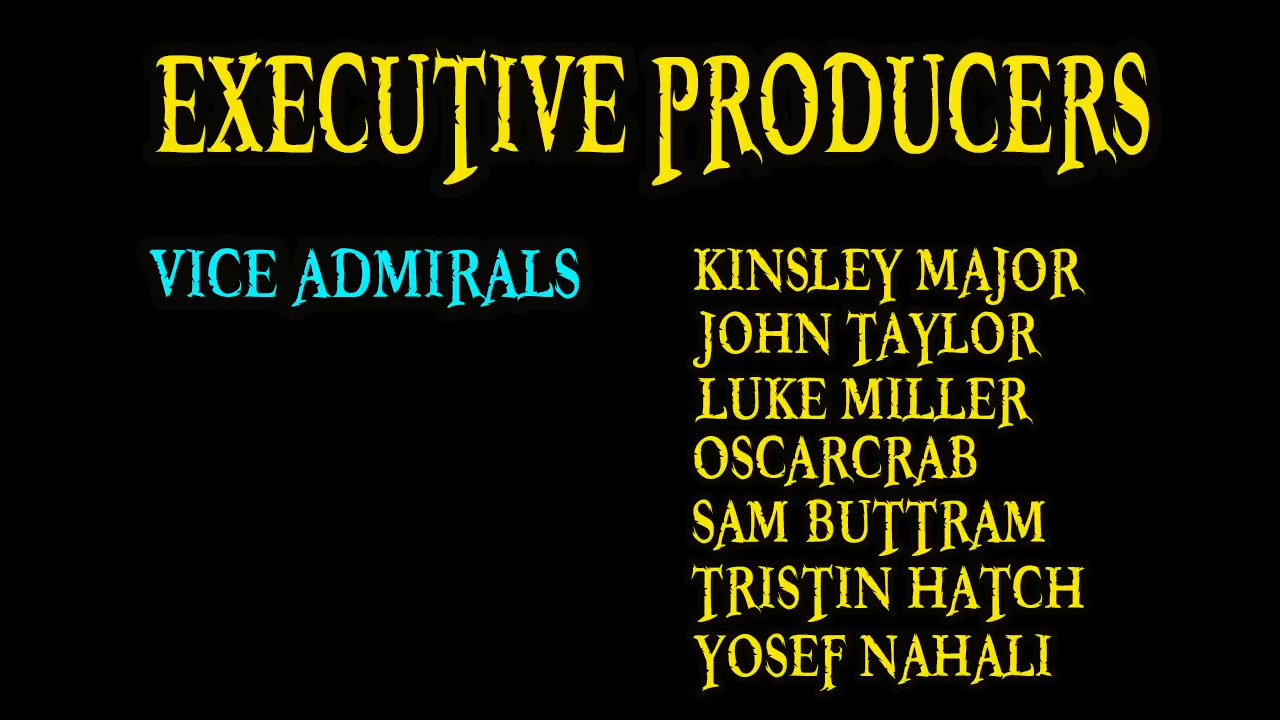 EXECUTIVE PRODUCERS
VICE ADMIRALS
KINSLEY MAJOR
JOHN TAYLOR
LUKE MILLER
OSCARCRAB
SAM BUTTRAM
TRISTIN HATCH
YOSEF NAHALI